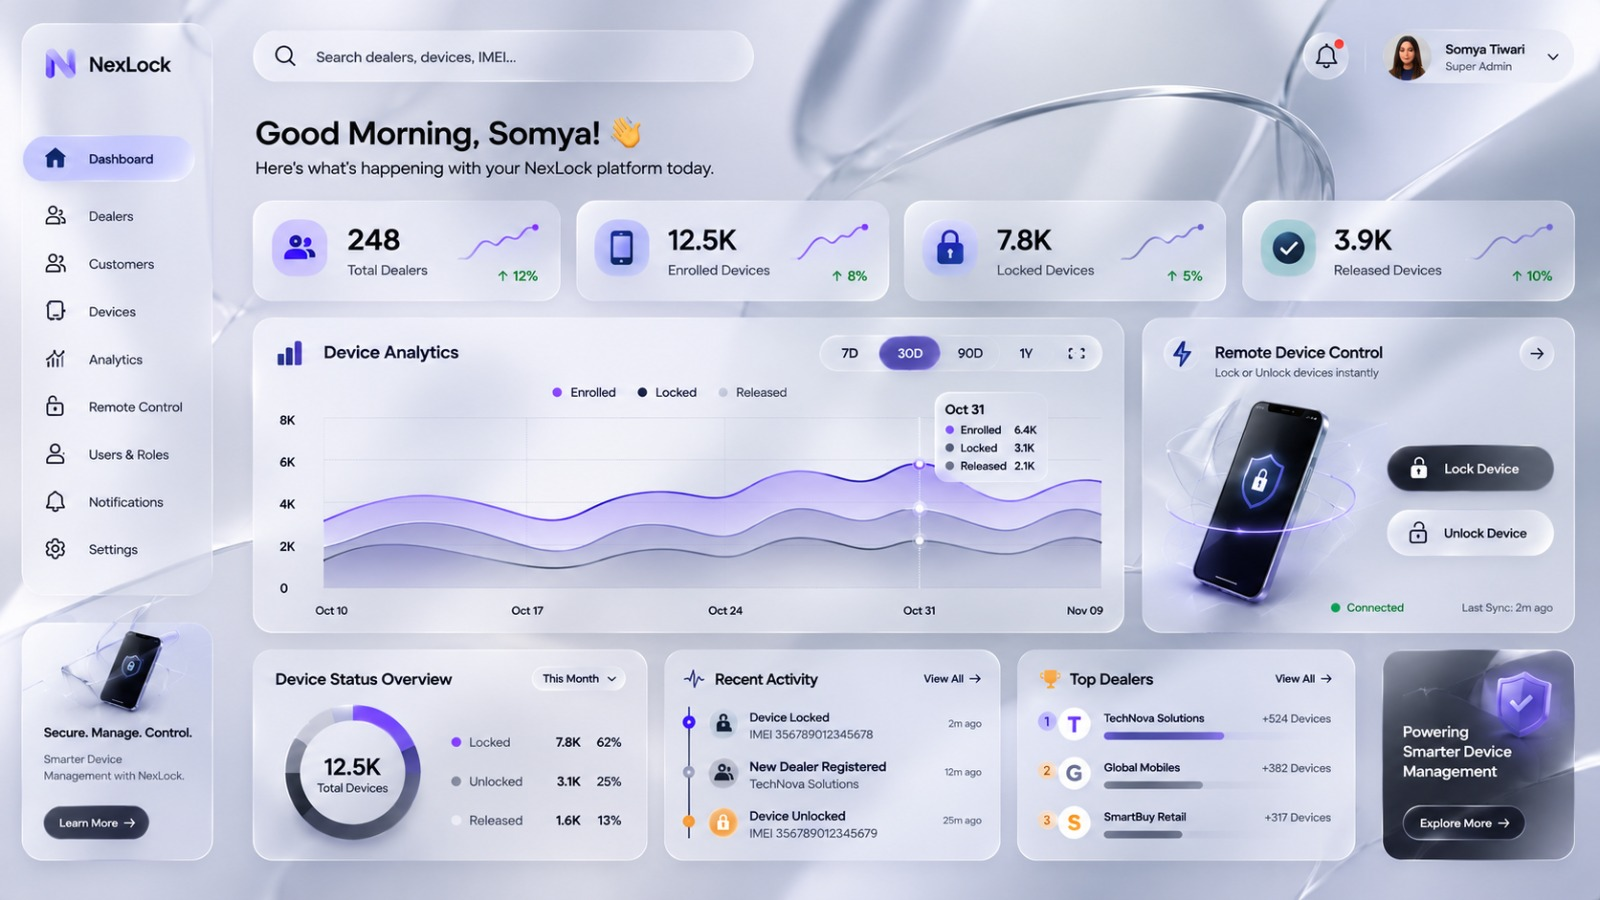 NexLock
Search dealers, devices, IMEI...
Somya Tiwari
Super Admin
Dashboard
Dealers
Customers
Devices
Analytics
Remote Control
Users & Roles
Notifications
Settings
Good Morning, Somya! 👋
Here's what's happening with your NexLock platform today.
248
Total Dealers
↑ 12%
12.5K
Enrolled Devices
↑ 8%
7.8K
Locked Devices
↑ 5%
3.9K
Released Devices
↑ 10%
Device Analytics
7D 30D 90D 1Y
Enrolled Locked Released
8K
6K
4K
2K
0
Oct 10 Oct 17 Oct 24 Oct 31 Nov 09
Oct 31
Enrolled 6.4K
Locked 3.1K
Released 2.1K
Remote Device Control
Lock or Unlock devices instantly
Lock Device
Unlock Device
Connected
Last Sync: 2m ago
Secure. Manage. Control.
Smarter Device
Management with NexLock.
Learn More →
Device Status Overview
This Month
12.5K
Total Devices
Locked 7.8K 62%
Unlocked 3.1K 25%
Released 1.6K 13%
Recent Activity
View All →
Device Locked
IMEI 356789012345678
2m ago
New Dealer Registered
TechNova Solutions
12m ago
Device Unlocked
IMEI 356789012345679
25m ago
Top Dealers
View All →
1 T TechNova Solutions +524 Devices
2 G Global Mobiles +382 Devices
3 S SmartBuy Retail +317 Devices
Powering
Smarter Device
Management
Explore More →